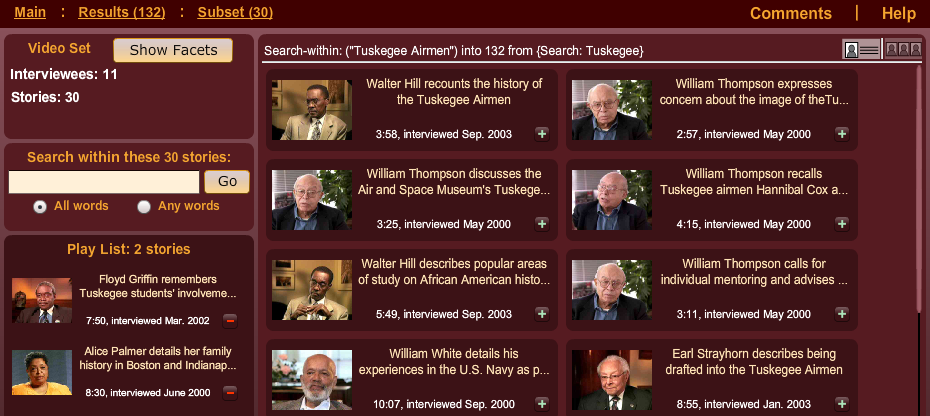 Main : Results (132) : Subset (30)
Comments | Help
Video Set
Show Facets
Interviewees: 11
Stories: 30
Search within these 30 stories:
Go
All words
Any words
Play List: 2 stories
Floyd Griffin remembers
Tuskegee students' involveme...
7:50, interviewed Mar. 2002
Alice Palmer details her family
history in Boston and Indianap...
8:30, interviewed June 2000
Search-within: ("Tuskegee Airmen") into 132 from {Search: Tuskegee}
Walter Hill recounts the history of
the Tuskegee Airmen
3:58, interviewed Sep. 2003
William Thompson expresses
concern about the image of theTu...
2:57, interviewed May 2000
William Thompson discusses the
Air and Space Museum's Tuskege...
3:25, interviewed May 2000
William Thompson recalls
Tuskegee airmen Hannibal Cox a...
4:15, interviewed May 2000
Walter Hill describes popular areas
of study on African American histo...
5:49, interviewed Sep. 2003
William Thompson calls for
individual mentoring and advises ...
3:11, interviewed May 2000
William White details his
experiences in the U.S. Navy as p...
10:07, interviewed Sep. 2000
Earl Strayhorn describes being
drafted into the Tuskegee Airmen
8:55, interviewed Jan. 2003